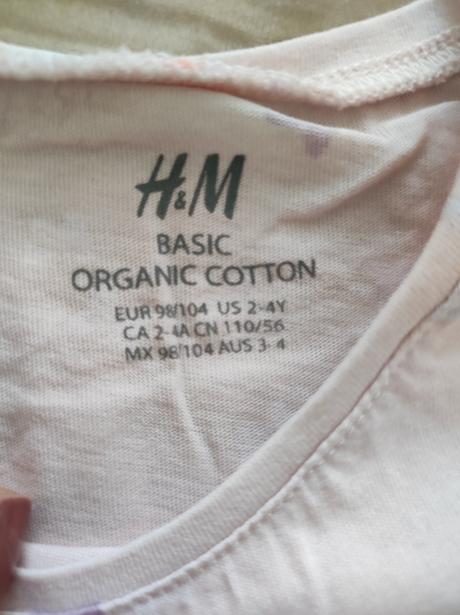 H&M
BASIC
ORGANIC COTTON
EUR 98/104 US 2-4Y
CA 2-4A CN 110/56
MX 98/104 AUS 3-4